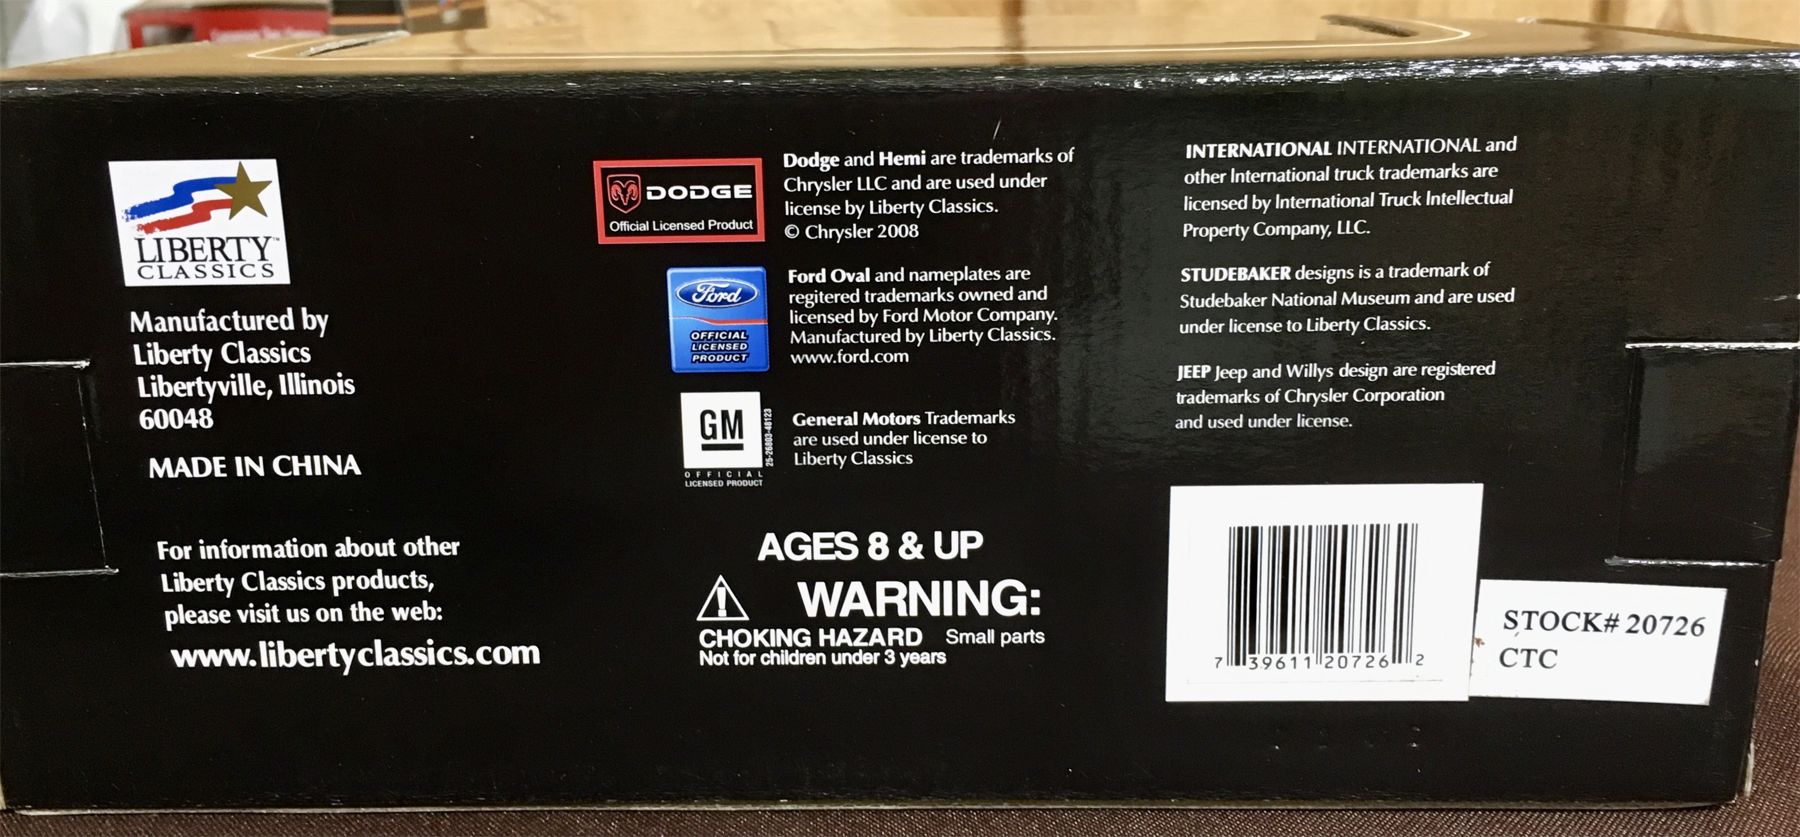 LIBERTY™
CLASSICS
Manufactured by
Liberty Classics
Libertyville, Illinois
60048
MADE IN CHINA
For information about other
Liberty Classics products,
please visit us on the web:
www.libertyclassics.com
DODGE
Official Licensed Product
Dodge and Hemi are trademarks of
Chrysler LLC and are used under
license by Liberty Classics.
© Chrysler 2008
Ford
OFFICIAL
LICENSED
PRODUCT
Ford Oval and nameplates are
regitered trademarks owned and
licensed by Ford Motor Company.
Manufactured by Liberty Classics.
www.ford.com
GM
25-26803-48123
OFFICIAL
LICENSED PRODUCT
General Motors Trademarks
are used under license to
Liberty Classics
AGES 8 & UP
WARNING:
CHOKING HAZARD Small parts
Not for children under 3 years
INTERNATIONAL INTERNATIONAL and
other International truck trademarks are
licensed by International Truck Intellectual
Property Company, LLC.
STUDEBAKER designs is a trademark of
Studebaker National Museum and are used
under license to Liberty Classics.
JEEP Jeep and Willys design are registered
trademarks of Chrysler Corporation
and used under license.
7 39611 20726 2
STOCK# 20726
CTC